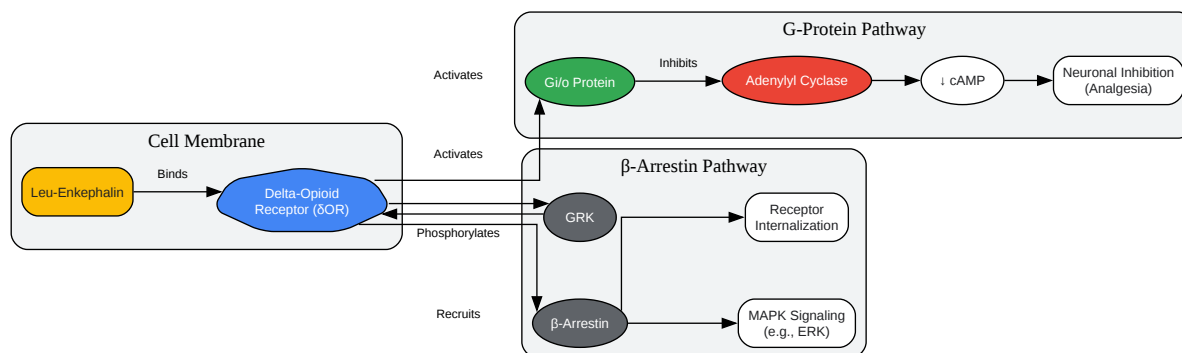 G-Protein Pathway
Activates
Gi/o Protein
Inhibits
Adenylyl Cyclase
↓ cAMP
Neuronal Inhibition
(Analgesia)
Cell Membrane
Leu-Enkephalin
Binds
Delta-Opioid
Receptor (δOR)
Activates
Phosphorylates
Recruits
β-Arrestin Pathway
GRK
Receptor
Internalization
β-Arrestin
MAPK Signaling
(e.g., ERK)